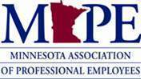 MAPE
MINNESOTA ASSOCIATION
OF PROFESSIONAL EMPLOYEES